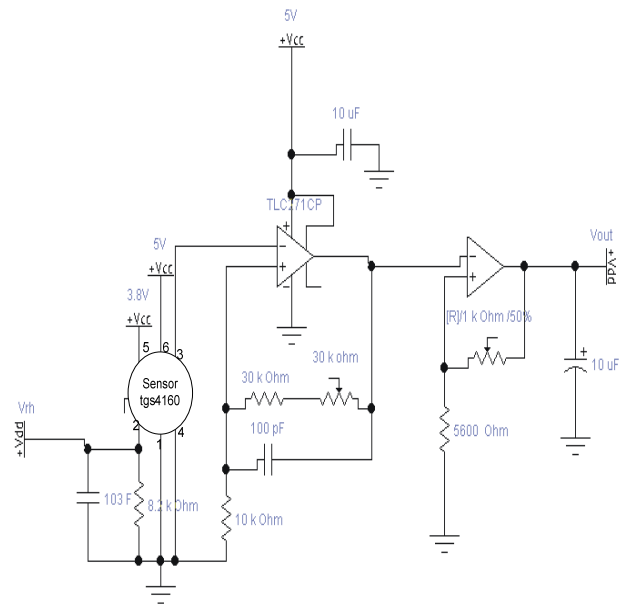 5V
+Vcc
10 uF
TLC271CP
+
−
+
−
5V
+Vcc
3.8V
+Vcc
5
6
3
Sensor
tgs4160
2
1
4
Vrh
+Vdd
103 F
8.2 k Ohm
30 k Ohm
30 k ohm
100 pF
10 k Ohm
−
+
[R]/1 k Ohm /50%
5600 Ohm
Vout
+Vdd
+
10 uF